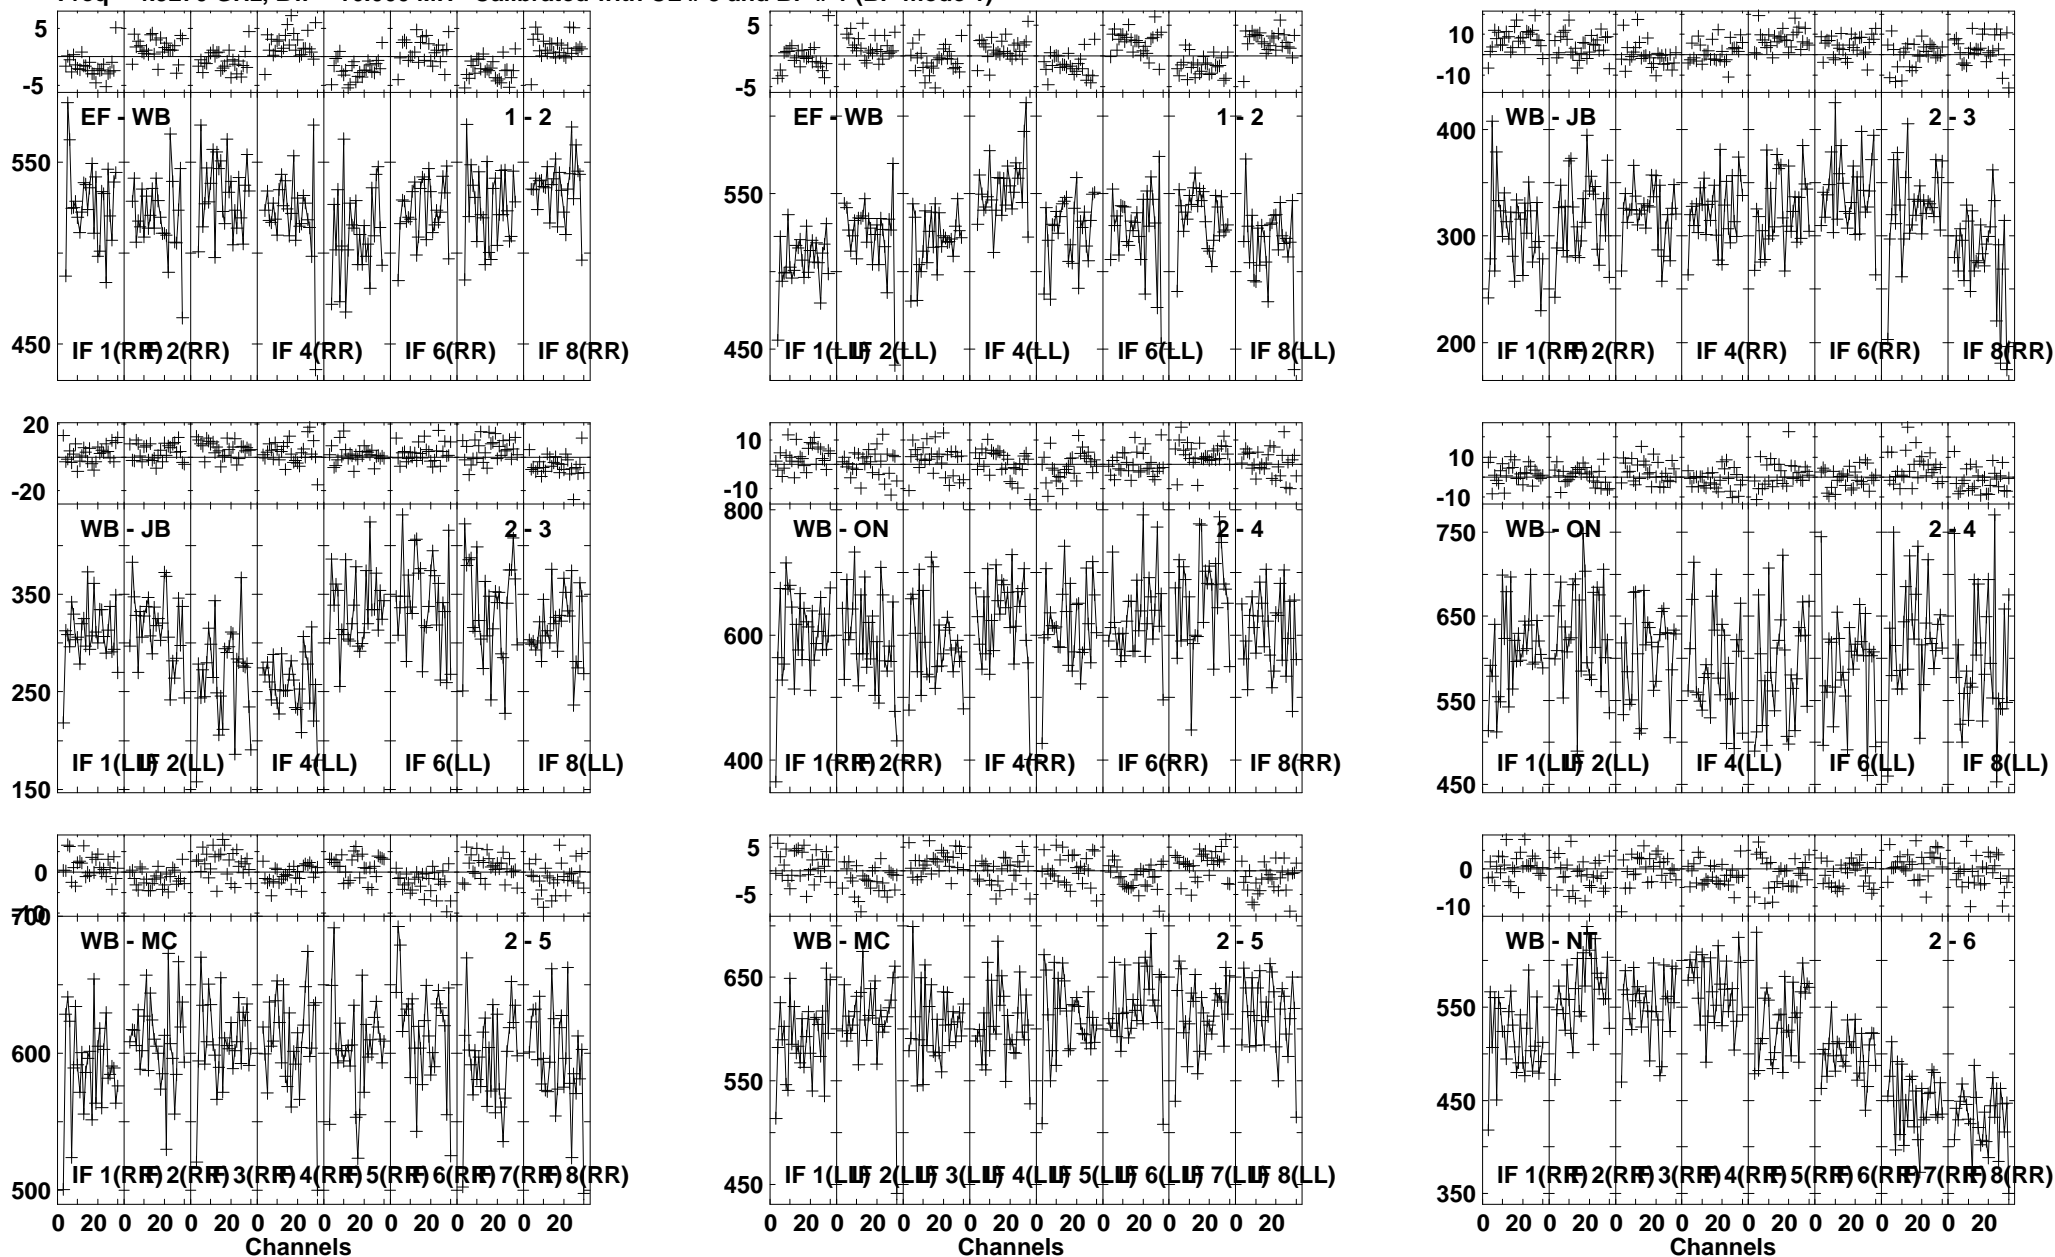 5
-5
EF - WB
1 - 2
550
450
IF 1(RR)
IF 2(RR)
IF 4(RR)
IF 6(RR)
IF 8(RR)
5
-5
EF - WB
1 - 2
550
450
IF 1(LL)
IF 2(LL)
IF 4(LL)
IF 6(LL)
IF 8(LL)
10
-10
WB - JB
2 - 3
400
300
200
IF 1(RR)
IF 2(RR)
IF 4(RR)
IF 6(RR)
IF 8(RR)
20
-20
WB - JB
2 - 3
350
250
150
IF 1(LL)
IF 2(LL)
IF 4(LL)
IF 6(LL)
IF 8(LL)
10
-10
800
WB - ON
2 - 4
600
400
IF 1(RR)
IF 2(RR)
IF 4(RR)
IF 6(RR)
IF 8(RR)
10
-10
WB - ON
2 - 4
750
650
550
450
IF 1(LL)
IF 2(LL)
IF 4(LL)
IF 6(LL)
IF 8(LL)
0
-10
700
WB - MC
2 - 5
600
500
IF 1(RR)
IF 2(RR)
IF 3(RR)
IF 4(RR)
IF 5(RR)
IF 6(RR)
IF 7(RR)
IF 8(RR)
0 20 0 20 0 20 0 20 0 20 0 20 0 20 0 20
Channels
5
-5
WB - MC
2 - 5
650
550
450
IF 1(LL)
IF 2(LL)
IF 3(LL)
IF 4(LL)
IF 5(LL)
IF 6(LL)
IF 7(LL)
IF 8(LL)
0 20 0 20 0 20 0 20 0 20 0 20 0 20 0 20
Channels
0
-10
WB - NT
2 - 6
550
450
350
IF 1(RR)
IF 2(RR)
IF 3(RR)
IF 4(RR)
IF 5(RR)
IF 6(RR)
IF 7(RR)
IF 8(RR)
0 20 0 20 0 20 0 20 0 20 0 20 0 20 0 20
Channels